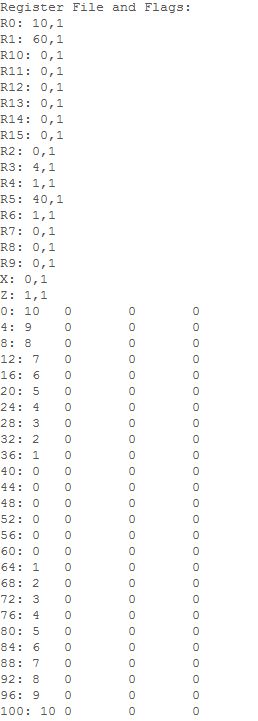 Register File and Flags:
R0: 10,1
R1: 60,1
R10: 0,1
R11: 0,1
R12: 0,1
R13: 0,1
R14: 0,1
R15: 0,1
R2: 0,1
R3: 4,1
R4: 1,1
R5: 40,1
R6: 1,1
R7: 0,1
R8: 0,1
R9: 0,1
X: 0,1
Z: 1,1
0: 10 0 0 0
4: 9 0 0 0
8: 8 0 0 0
12: 7 0 0 0
16: 6 0 0 0
20: 5 0 0 0
24: 4 0 0 0
28: 3 0 0 0
32: 2 0 0 0
36: 1 0 0 0
40: 0 0 0 0
44: 0 0 0 0
48: 0 0 0 0
52: 0 0 0 0
56: 0 0 0 0
60: 0 0 0 0
64: 1 0 0 0
68: 2 0 0 0
72: 3 0 0 0
76: 4 0 0 0
80: 5 0 0 0
84: 6 0 0 0
88: 7 0 0 0
92: 8 0 0 0
96: 9 0 0 0
100: 10 0 0 0